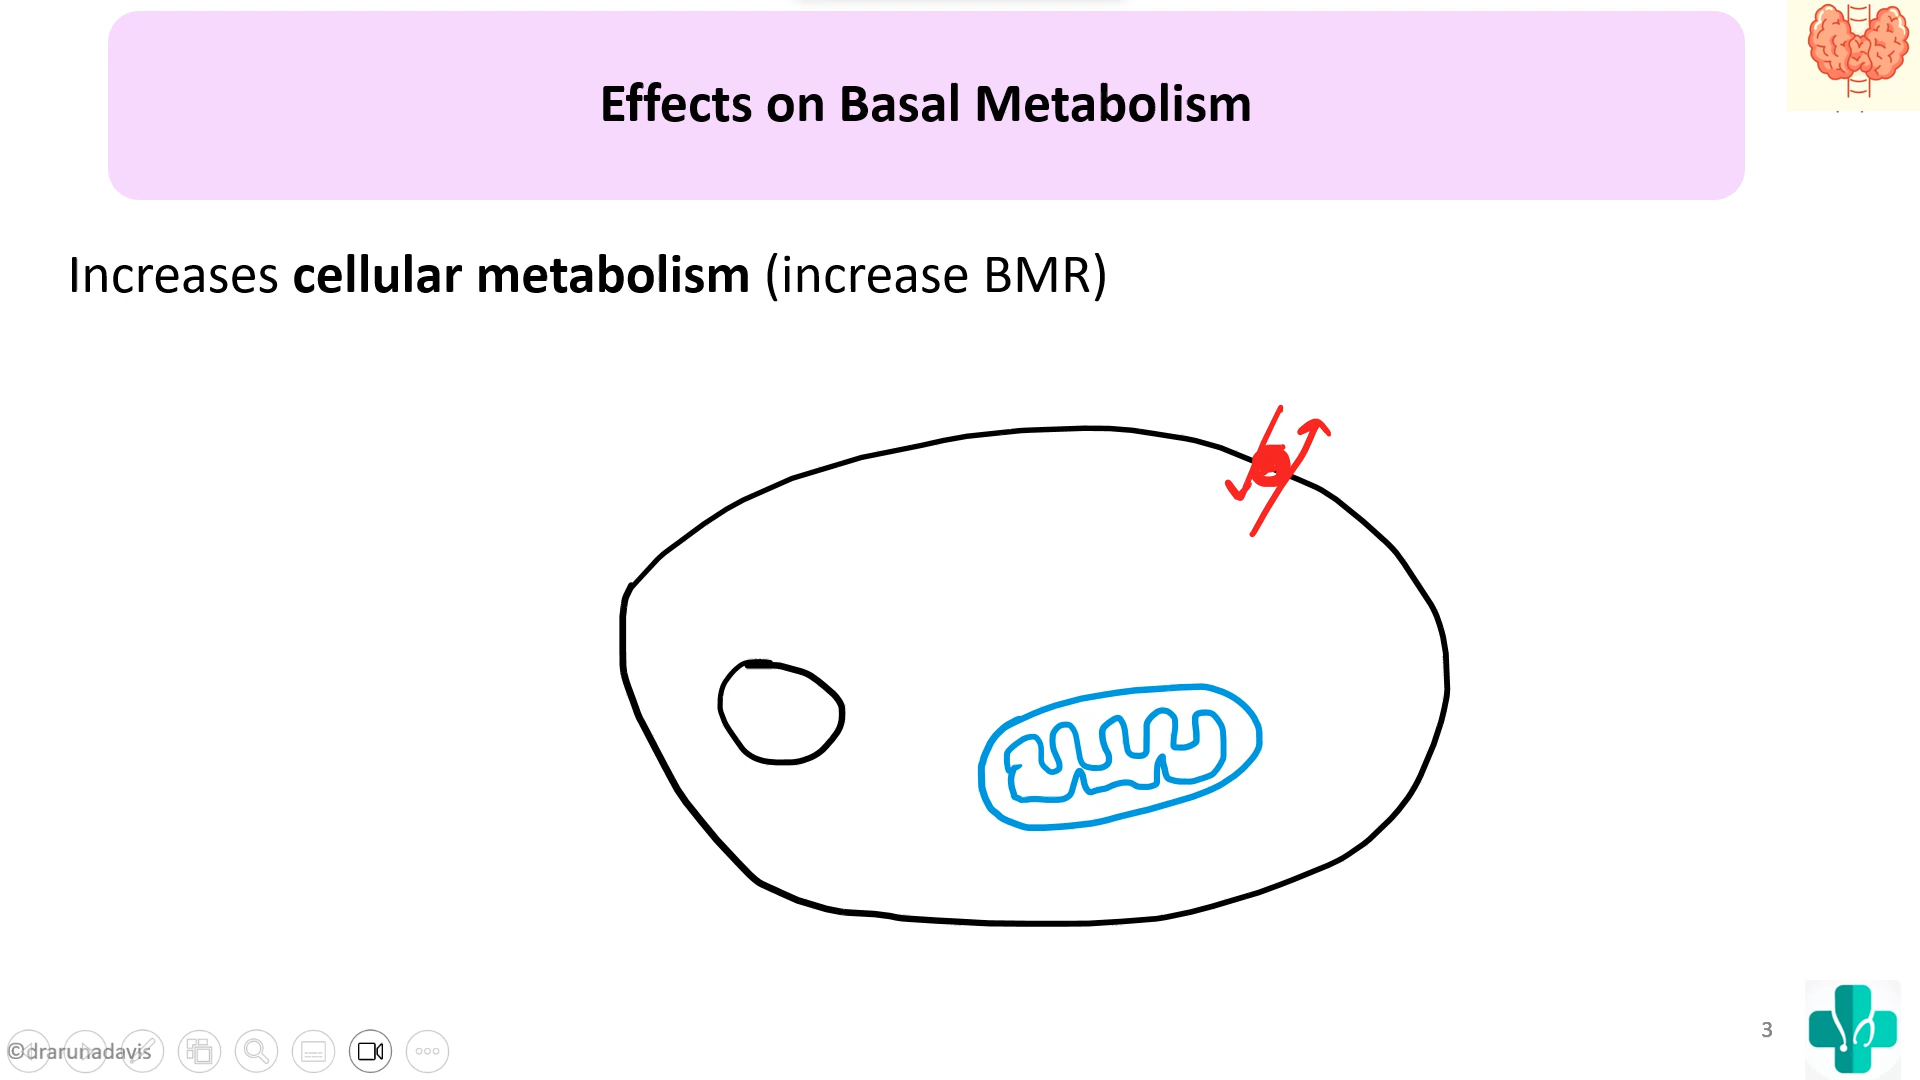 Effects on Basal Metabolism
Increases cellular metabolism (increase BMR)
3
©drarunadavis